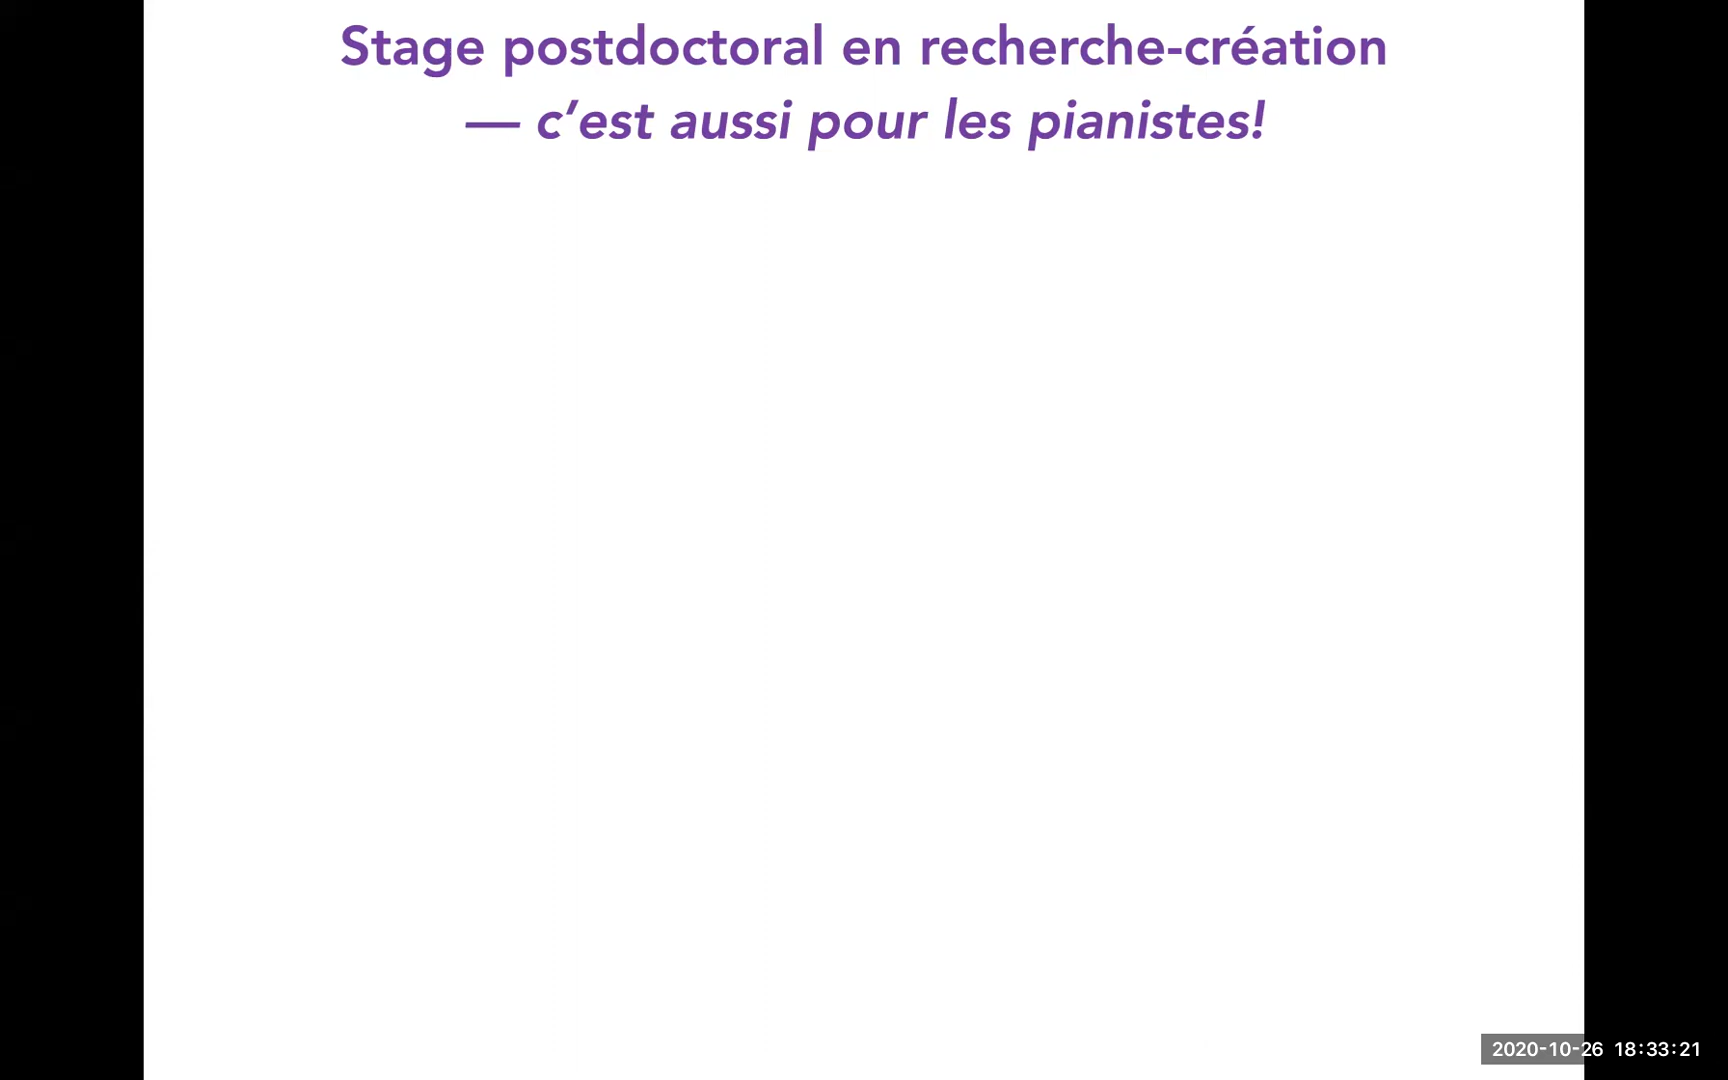 Stage postdoctoral en recherche-création
— c’est aussi pour les pianistes!
2020-10-26 18:33:21